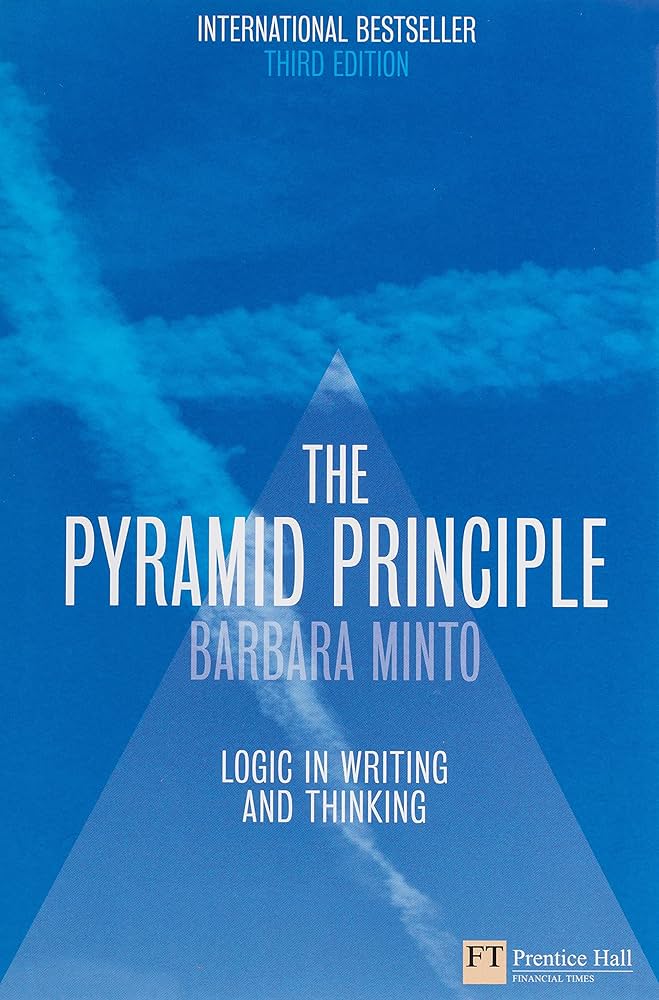 INTERNATIONAL BESTSELLER
THIRD EDITION
THE
PYRAMID PRINCIPLE
BARBARA MINTO
LOGIC IN WRITING
AND THINKING
FT Prentice Hall
FINANCIAL TIMES